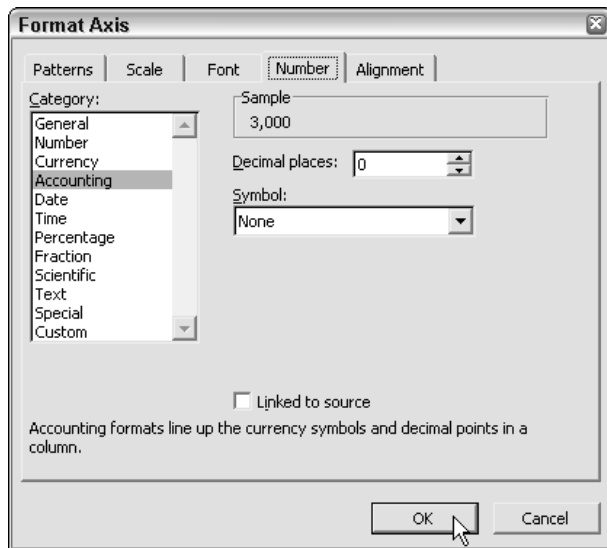 Format Axis
Patterns Scale Font Number Alignment
Category:
General
Number
Currency
Accounting
Date
Time
Percentage
Fraction
Scientific
Text
Special
Custom
Sample
3,000
Decimal places: 0
Symbol:
None
Linked to source
Accounting formats line up the currency symbols and decimal points in a
column.
OK Cancel